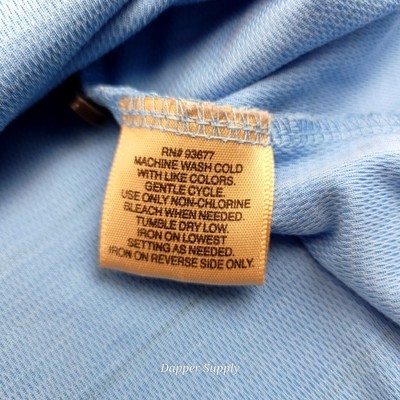 RN# 93677
MACHINE WASH COLD
WITH LIKE COLORS.
GENTLE CYCLE.
USE ONLY NON-CHLORINE
BLEACH WHEN NEEDED.
TUMBLE DRY LOW.
IRON ON LOWEST
SETTING AS NEEDED.
IRON ON REVERSE SIDE ONLY.
Dapper Supply